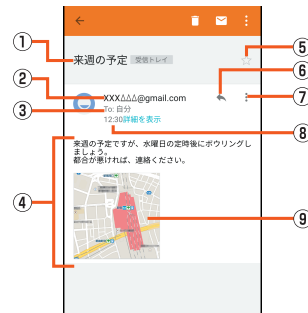 ① 来週の予定 受信トレイ ⑤
⑥
② XXX△△△@gmail.com ⑦
③ To: 自分
12:30詳細を表示 ⑧
来週の予定ですが、水曜日の定時後にボウリングし
ましょう。
都合が悪ければ、連絡ください。
④ ⑨